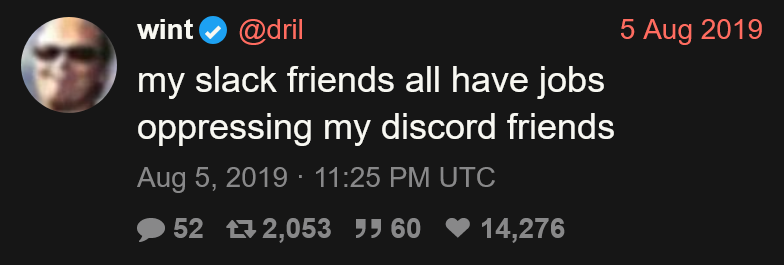 wint @dril 5 Aug 2019
my slack friends all have jobs
oppressing my discord friends
Aug 5, 2019 · 11:25 PM UTC
52 2,053 60 14,276